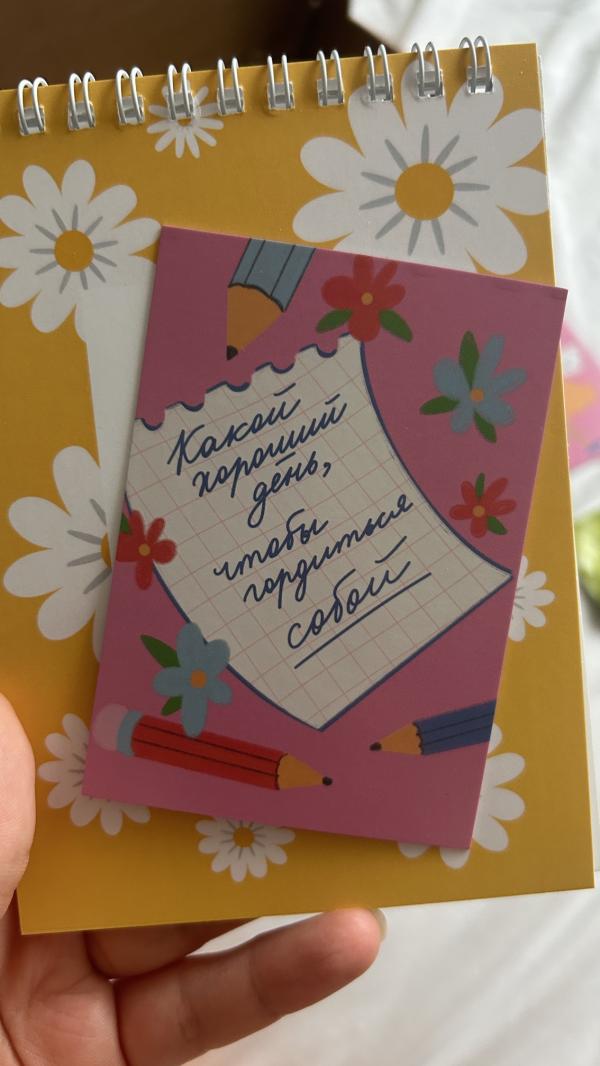 Какой
хороший
день,
чтобы
гордиться
собой